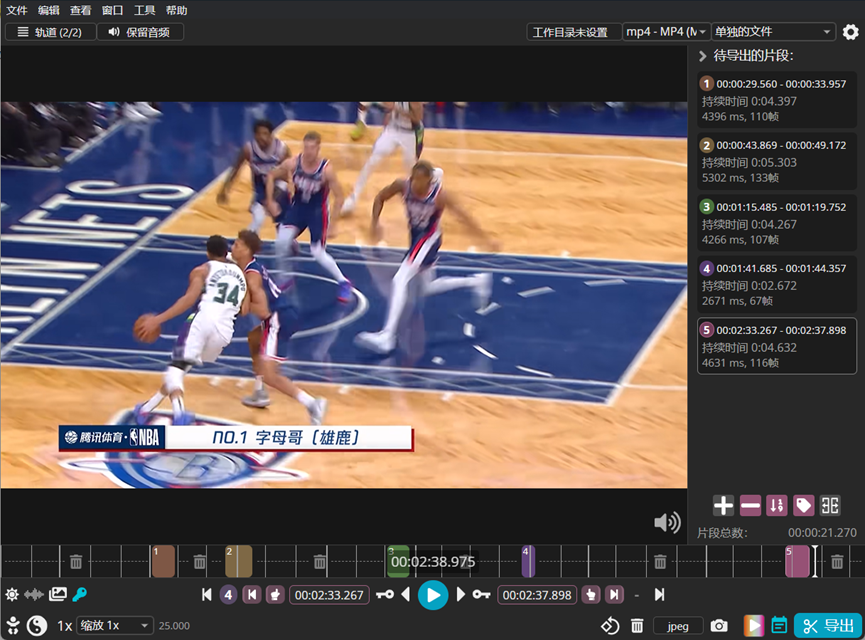 文件 编辑 查看 窗口 工具 帮助
轨道 (2/2) 保留音频 工作目录未设置 mp4 - MP4 (M 单独的文件
待导出的片段:
1 00:00:29.560 - 00:00:33.957
持续时间 0:04.397
4396 ms, 110帧
2 00:00:43.869 - 00:00:49.172
持续时间 0:05.303
5302 ms, 133帧
3 00:01:15.485 - 00:01:19.752
持续时间 0:04.267
4266 ms, 107帧
4 00:01:41.685 - 00:01:44.357
持续时间 0:02.672
2671 ms, 67帧
5 00:02:33.267 - 00:02:37.898
持续时间 0:04.632
4631 ms, 116帧
LIN NETS
34
腾讯体育·NBA NO.1 字母哥〔雄鹿〕
片段总数: 00:00:21.270
1 2 3 4 5
00:02:38.975
4 00:02:33.267 00:02:37.898 -
1x 缩放 1x 25.000 jpeg 导出